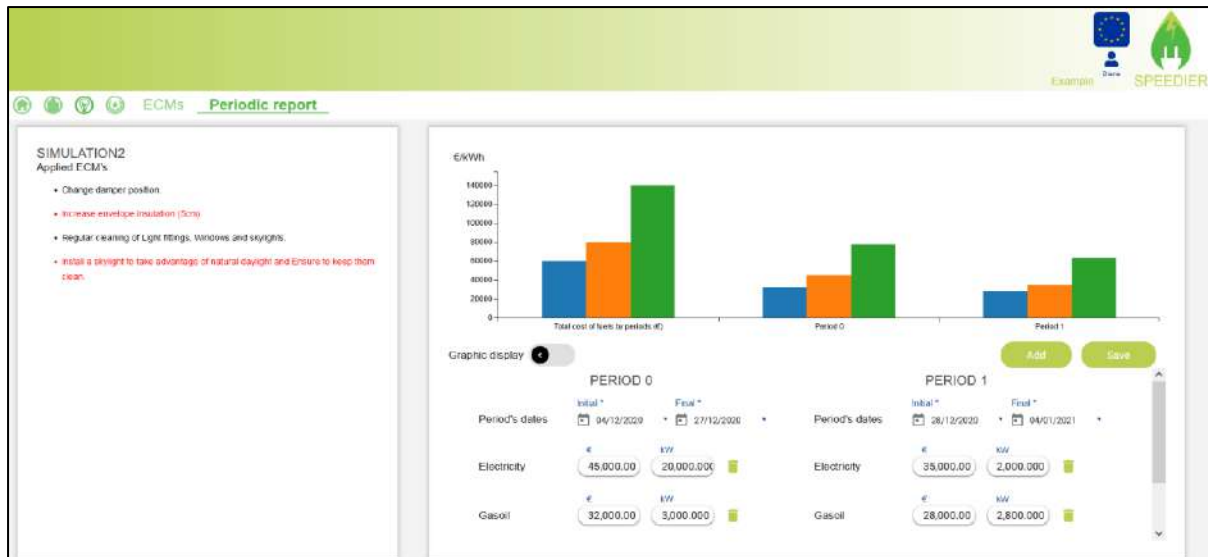 Diana
Example
SPEEDIER
ECMs
Periodic report
SIMULATION2
Applied ECM's
• Change damper position.
• Increase envelope insulation (5cm)
• Regular cleaning of Light fittings, Windows and skylights.
• Install a skylight to take advantage of natural daylight and Ensure to keep them
clean.
€/kWh
140000
120000
100000
80000
60000
40000
20000
0
Total cost of fuels to periods (€)
Period 0
Period 1
Graphic display
Add
Save
PERIOD 0
Initial *
Final *
Period's dates
04/12/2020
27/12/2020
€
kW
Electricity
45,000.00
20,000.000
€
kW
Gasoil
32,000.00
3,000.000
PERIOD 1
Initial *
Final *
Period's dates
28/12/2020
04/01/2021
€
kW
Electricity
35,000.00
2,000.000
€
kW
Gasoil
28,000.00
2,800.000